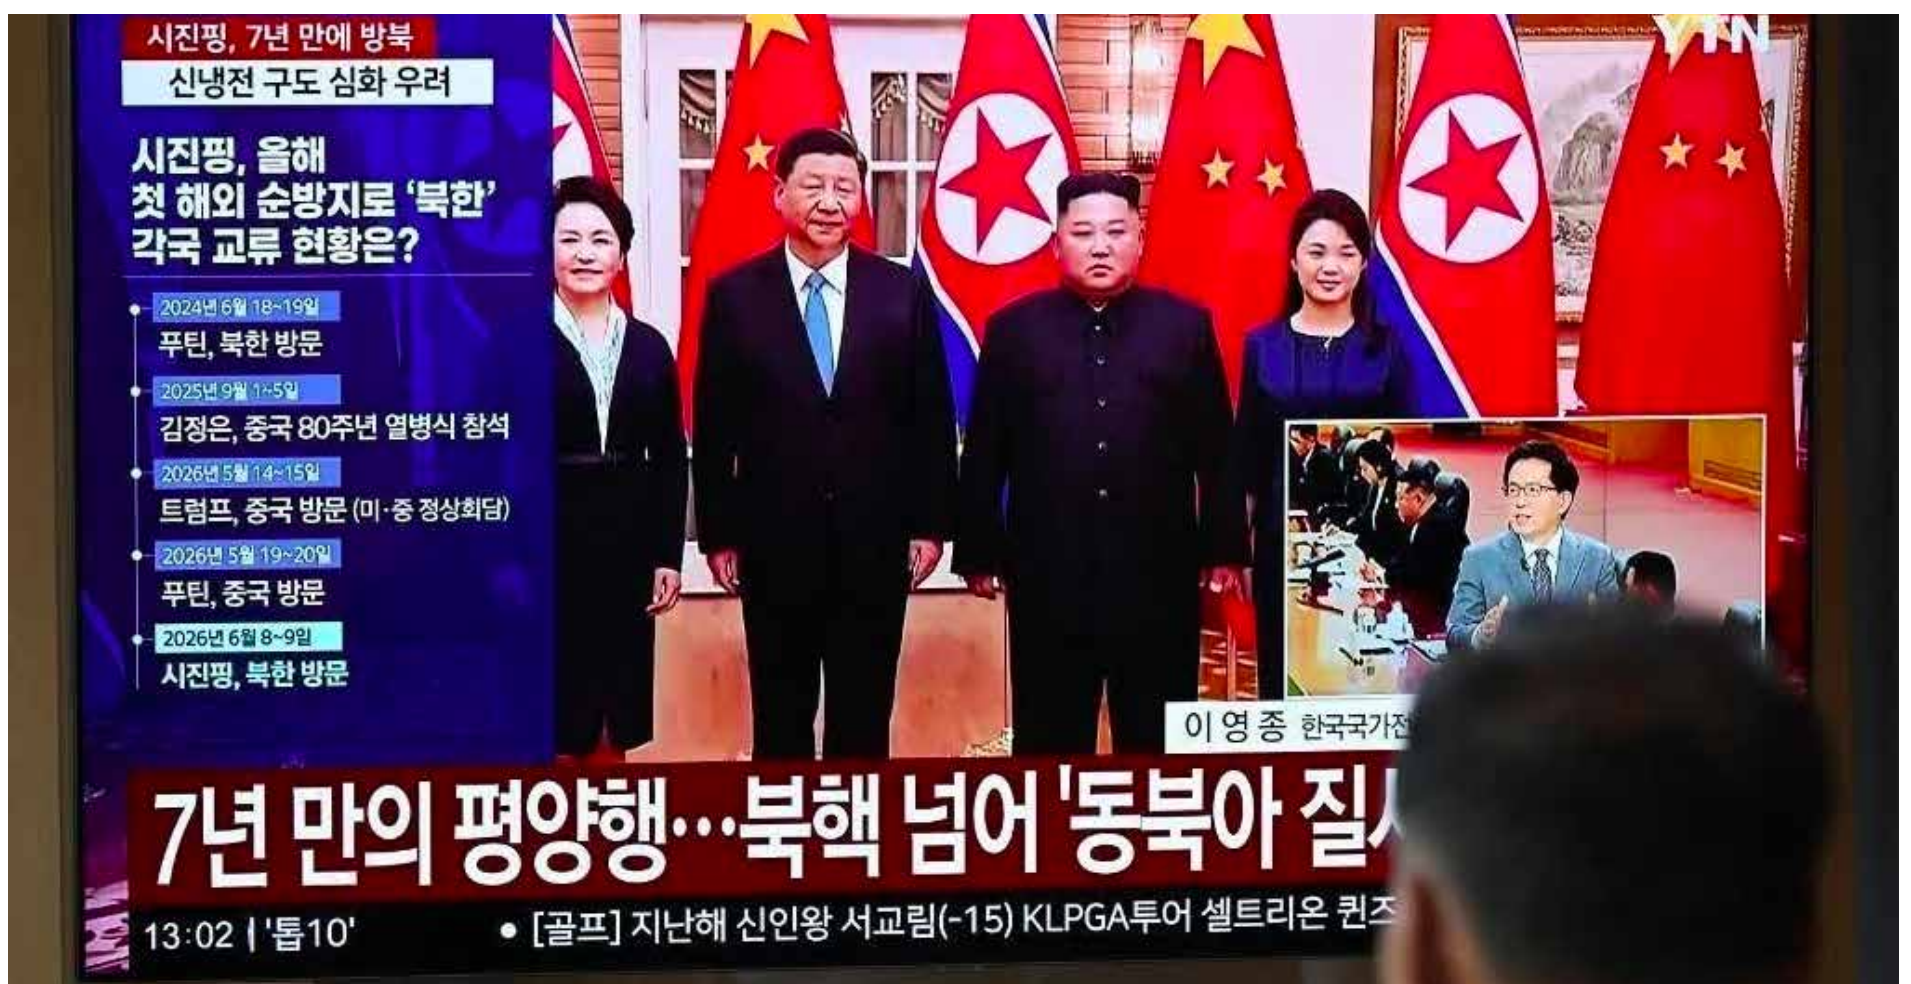 시진핑, 7년 만에 방북
신냉전 구도 심화 우려
YTN
시진핑, 올해
첫 해외 순방지로 '북한'
각국 교류 현황은?
2024년 6월 18~19일
푸틴, 북한 방문
2025년 9월 1~5일
김정은, 중국 80주년 열병식 참석
2026년 5월 14~15일
트럼프, 중국 방문 (미·중 정상회담)
2026년 5월 19~20일
푸틴, 중국 방문
2026년 6월 8~9일
시진핑, 북한 방문
이영종 한국국가전
7년 만의 평양행…북핵 넘어 '동북아 질
13:02 | '톱10'
• [골프] 지난해 신인왕 서교림(-15) KLPGA투어 셀트리온 퀸즈